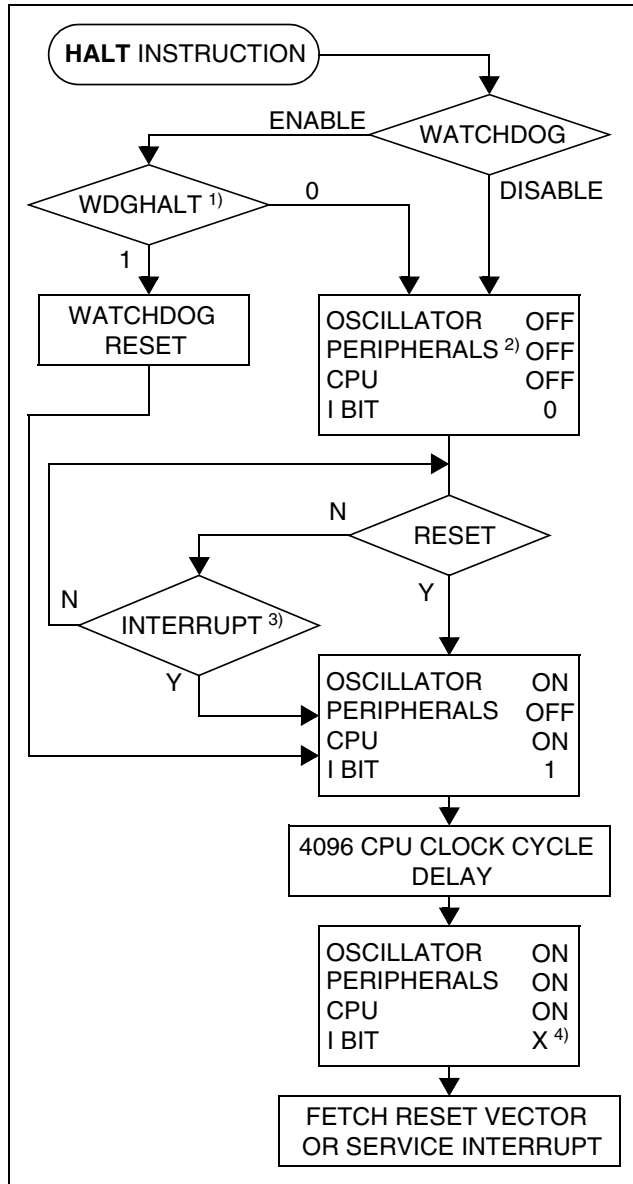 HALT INSTRUCTION
ENABLE
WATCHDOG
WDGHALT 1)
0
DISABLE
1
WATCHDOG
RESET
OSCILLATOR OFF
PERIPHERALS 2) OFF
CPU OFF
I BIT 0
N
RESET
N
Y
INTERRUPT 3)
Y
OSCILLATOR ON
PERIPHERALS OFF
CPU ON
I BIT 1
4096 CPU CLOCK CYCLE
DELAY
OSCILLATOR ON
PERIPHERALS ON
CPU ON
I BIT X 4)
FETCH RESET VECTOR
OR SERVICE INTERRUPT